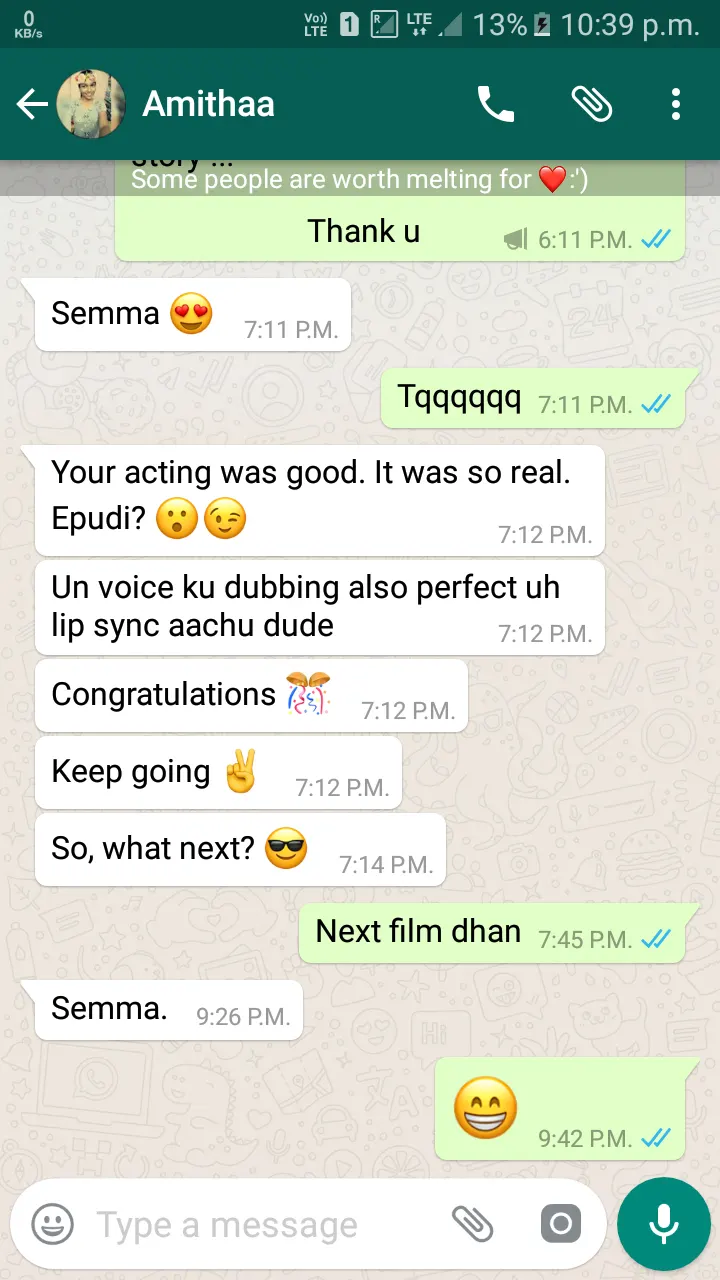 0
KB/s
Vo))
LTE
1
R
LTE
13%
10:39 p.m.
Amithaa
story ...
Some people are worth melting for ❤️:')
Thank u
6:11 P.M.
Semma 😍
7:11 P.M.
Tqqqqqq
7:11 P.M.
Your acting was good. It was so real.
Epudi? 😮😉
7:12 P.M.
Un voice ku dubbing also perfect uh
lip sync aachu dude
7:12 P.M.
Congratulations 🎊
7:12 P.M.
Keep going ✌️
7:12 P.M.
So, what next? 😎
7:14 P.M.
Next film dhan
7:45 P.M.
Semma.
9:26 P.M.
😁
9:42 P.M.
Type a message